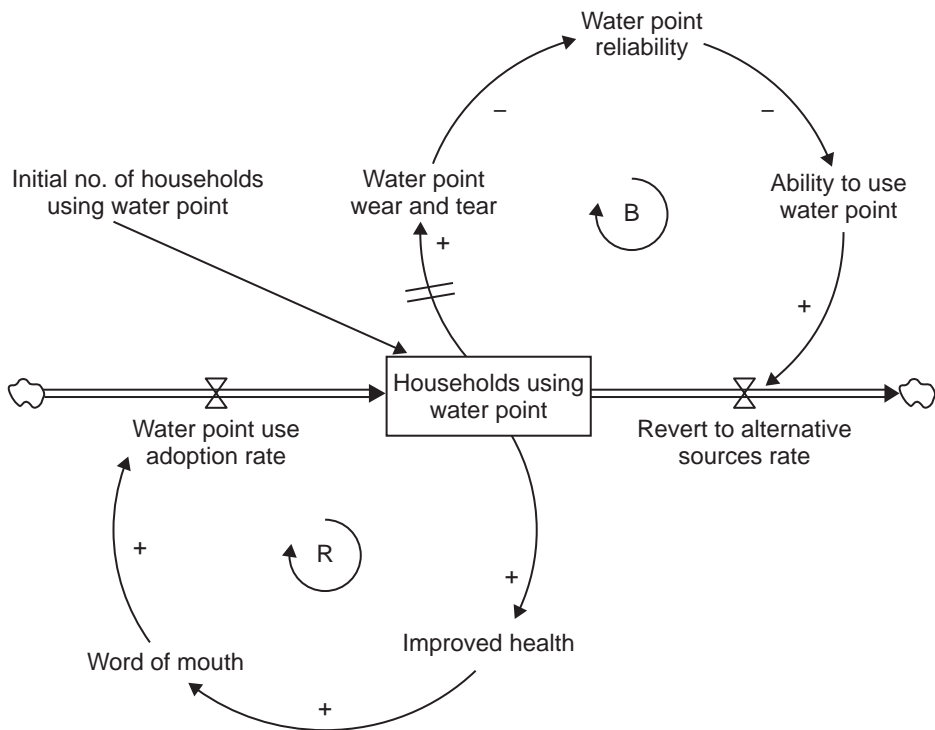 Water point
reliability
–
–
Initial no. of households
using water point
Water point
wear and tear
B
Ability to use
water point
+
+
Households using
water point
Water point use
adoption rate
Revert to alternative
sources rate
+
R
+
Improved health
Word of mouth
+